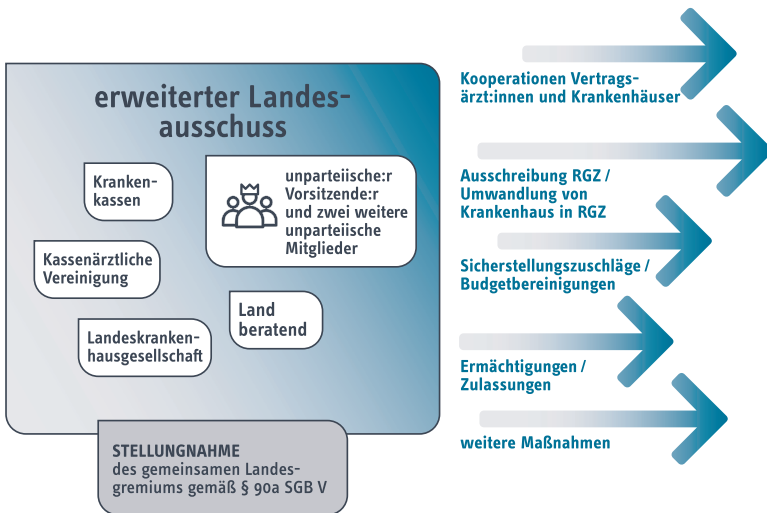 erweiterter Landes-
ausschuss
Kranken-
kassen
unparteiische:r
Vorsitzende:r
und zwei weitere
unparteiische
Mitglieder
Kassenärztliche
Vereinigung
Land
beratend
Landeskranken-
hausgesellschaft
STELLUNGNAHME
des gemeinsamen Landes-
gremiums gemäß § 90a SGB V
Kooperationen Vertrags-
ärzt:innen und Krankenhäuser
Ausschreibung RGZ /
Umwandlung von
Krankenhaus in RGZ
Sicherstellungszuschläge /
Budgetbereinigungen
Ermächtigungen /
Zulassungen
weitere Maßnahmen